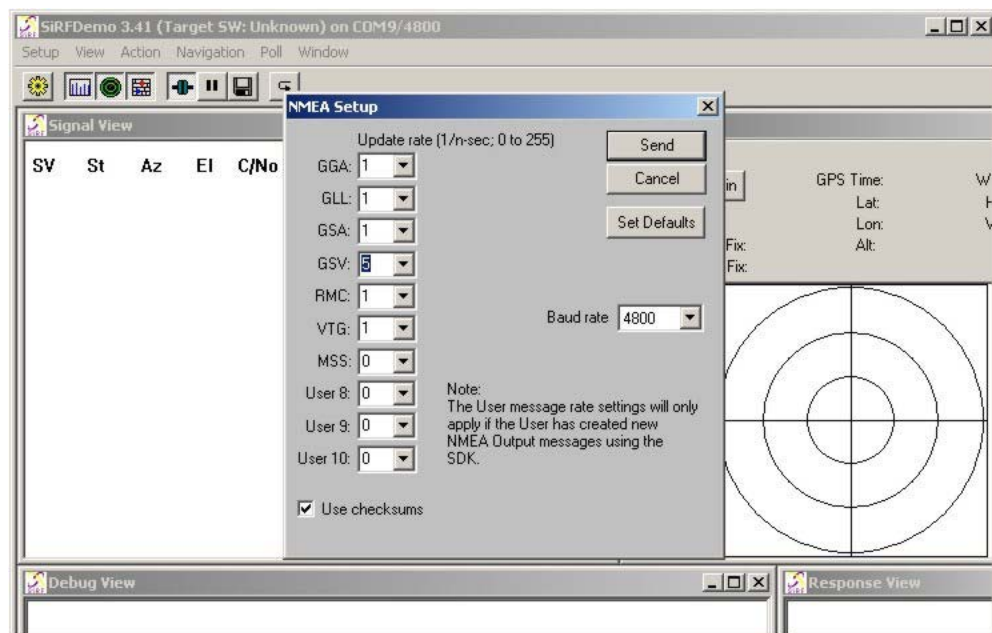 SiRFDemo 3.41 (Target SW: Unknown) on COM9/4800
Setup View Action Navigation Poll Window
Signal View
SV St Az El C/No
NMEA Setup
Update rate (1/n-sec; 0 to 255)
GGA: 1
GLL: 1
GSA: 1
GSV: 5
RMC: 1
VTG: 1
MSS: 0
User 8: 0
User 9: 0
User 10: 0
Use checksums
Send
Cancel
Set Defaults
Baud rate 4800
Note:
The User message rate settings will only
apply if the User has created new
NMEA Output messages using the
SDK.
in
GPS Time:
Lat:
Lon:
Alt:
Fix:
Fix:
W
Debug View
Response View